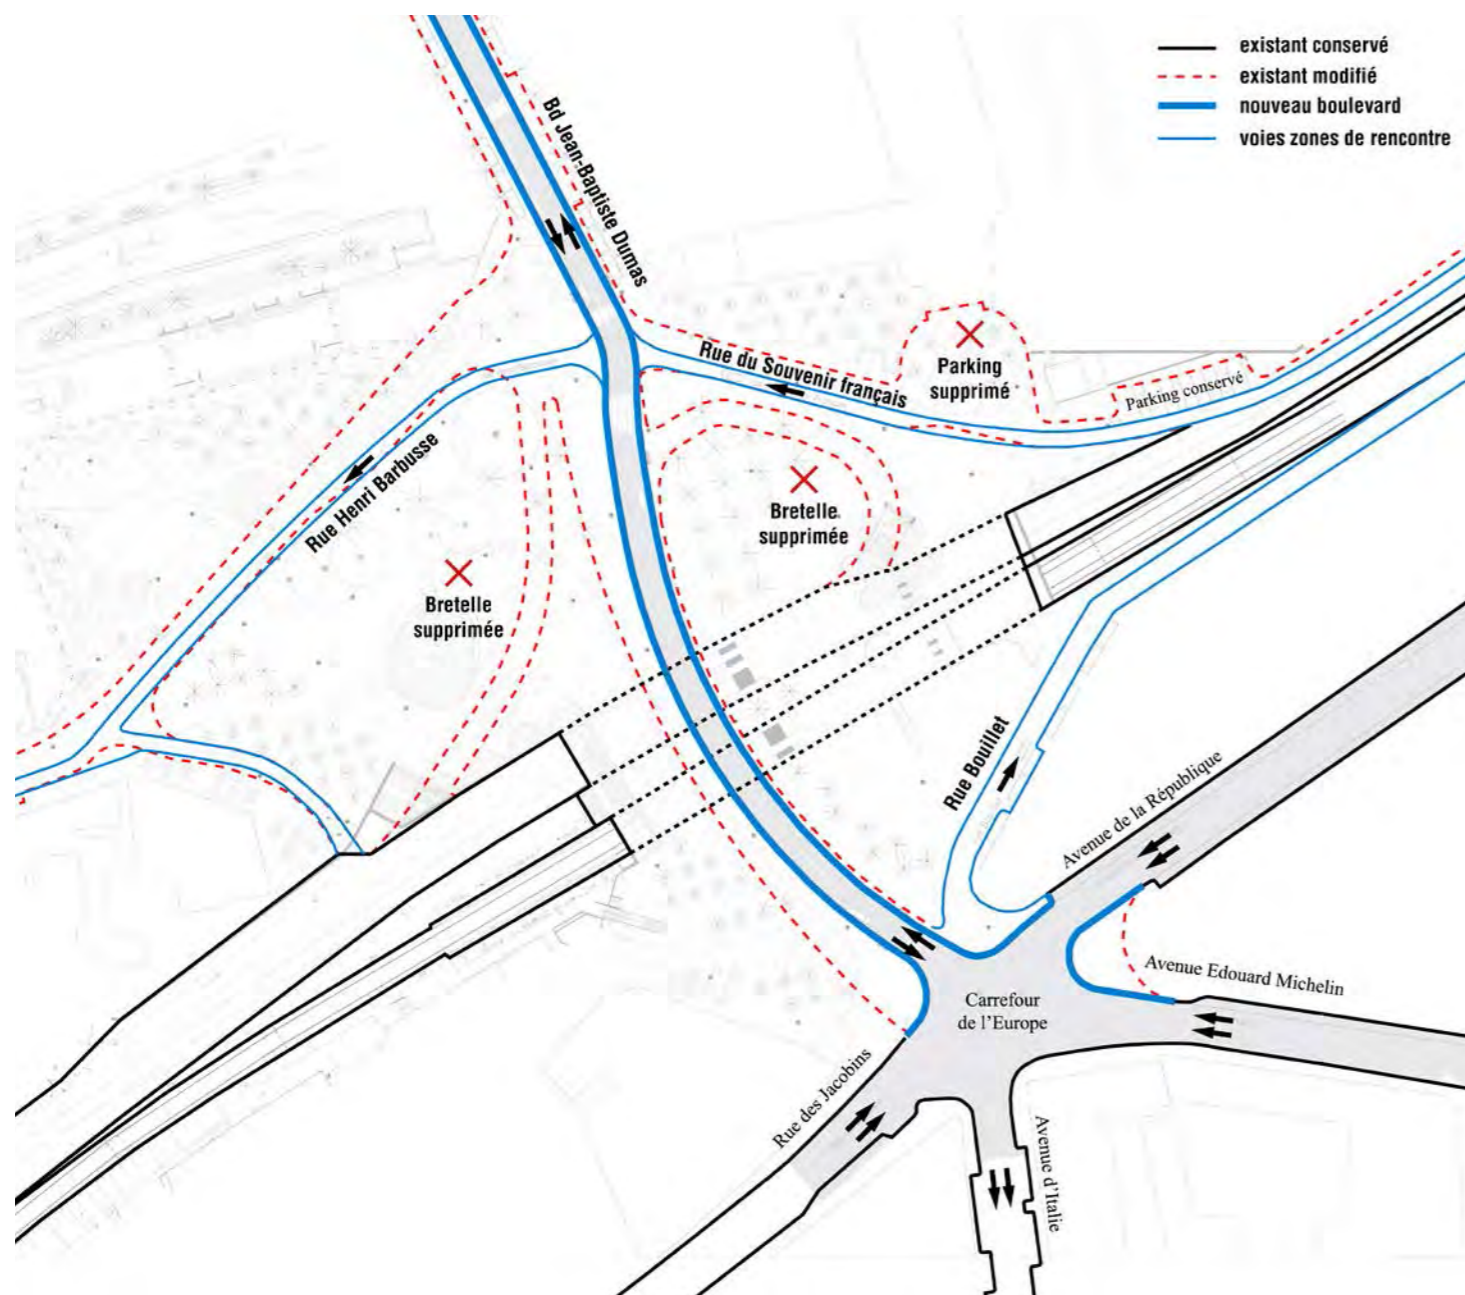 existant conservé
existant modifié
nouveau boulevard
voies zones de rencontre
Bd Jean-Baptiste Dumas
Rue du Souvenir français
Parking
supprimé
Parking conservé
Rue Henri Barbusse
Bretelle
supprimée
Bretelle
supprimée
Rue Bouillet
Avenue de la République
Avenue Edouard Michelin
Carrefour
de l'Europe
Rue des Jacobins
Avenue d'Italie